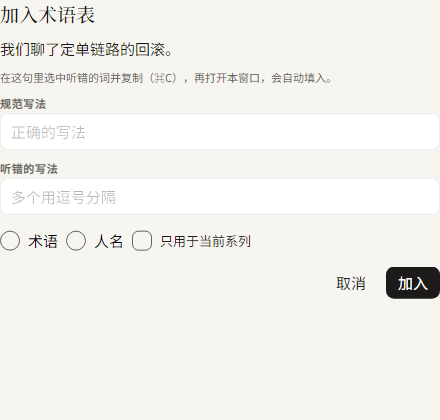 加入术语表
我们聊了定单链路的回滚。
在这句里选中听错的词并复制（⌘C），再打开本窗口，会自动填入。
规范写法
正确的写法
听错的写法
多个用逗号分隔
术语 人名 只用于当前系列
取消 加入